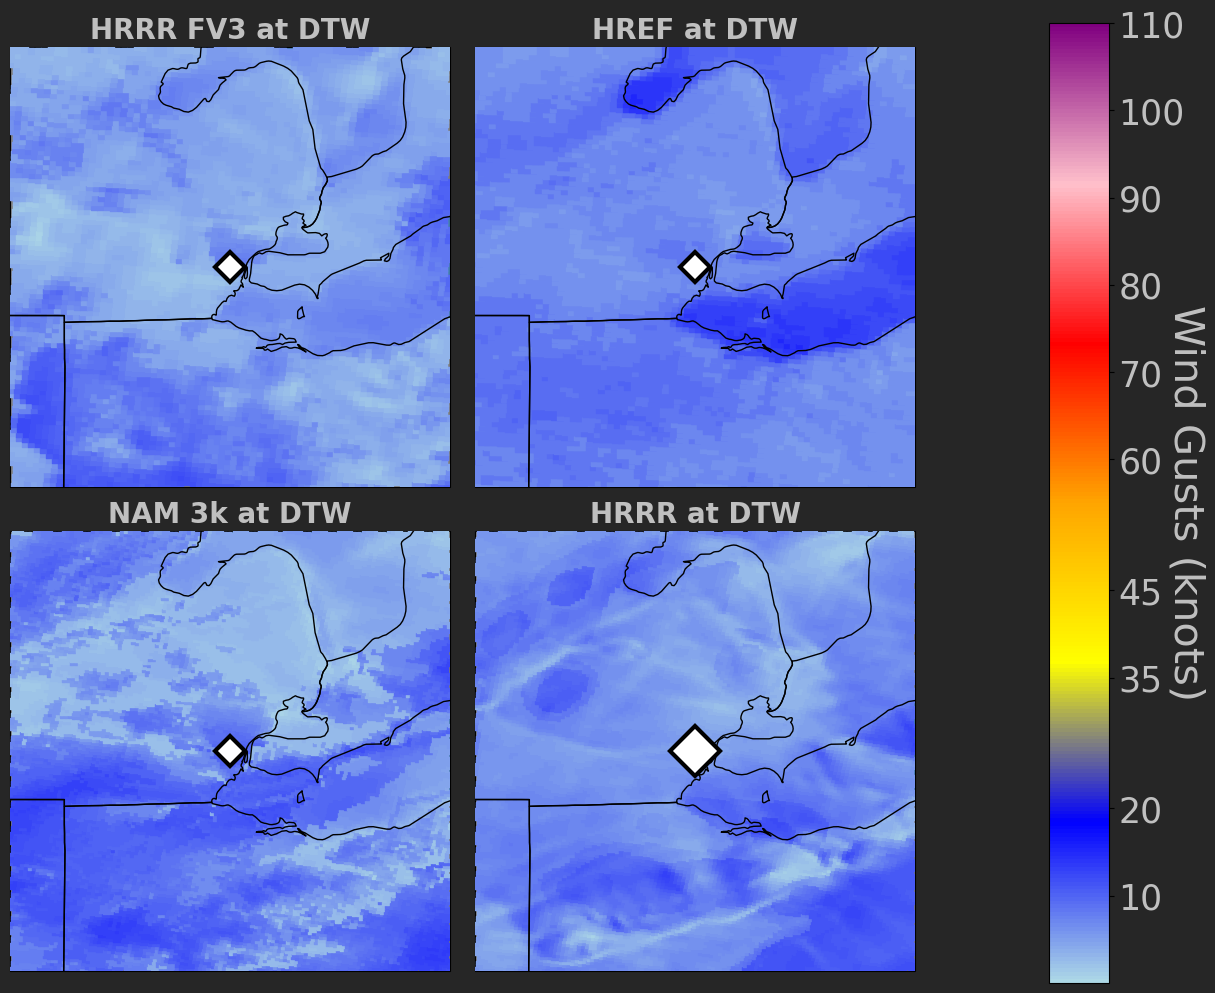 HRRR FV3 at DTW
HREF at DTW
NAM 3k at DTW
HRRR at DTW
110
100
90
80
70
60
45
35
20
10
Wind Gusts (knots)